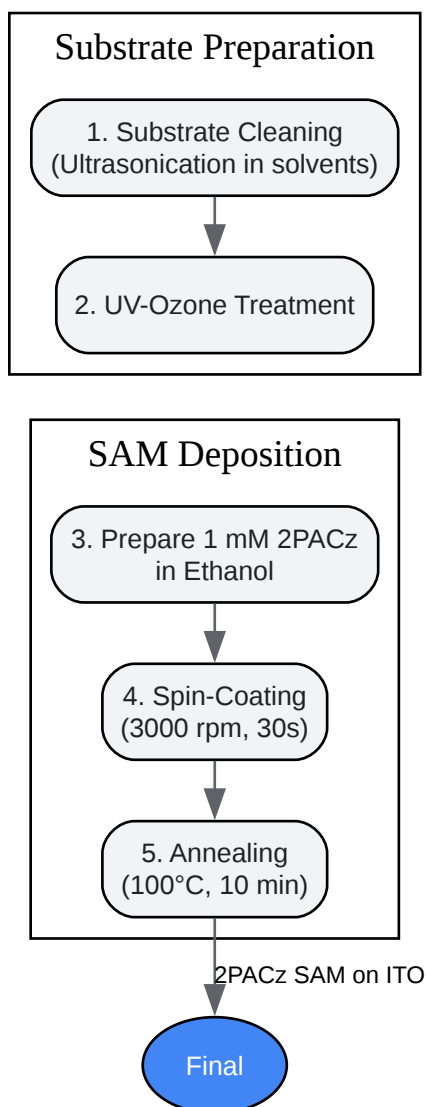 Substrate Preparation
1. Substrate Cleaning
(Ultrasonication in solvents)
2. UV-Ozone Treatment
SAM Deposition
3. Prepare 1 mM 2PACz
in Ethanol
4. Spin-Coating
(3000 rpm, 30s)
5. Annealing
(100°C, 10 min)
2PACz SAM on ITO
Final